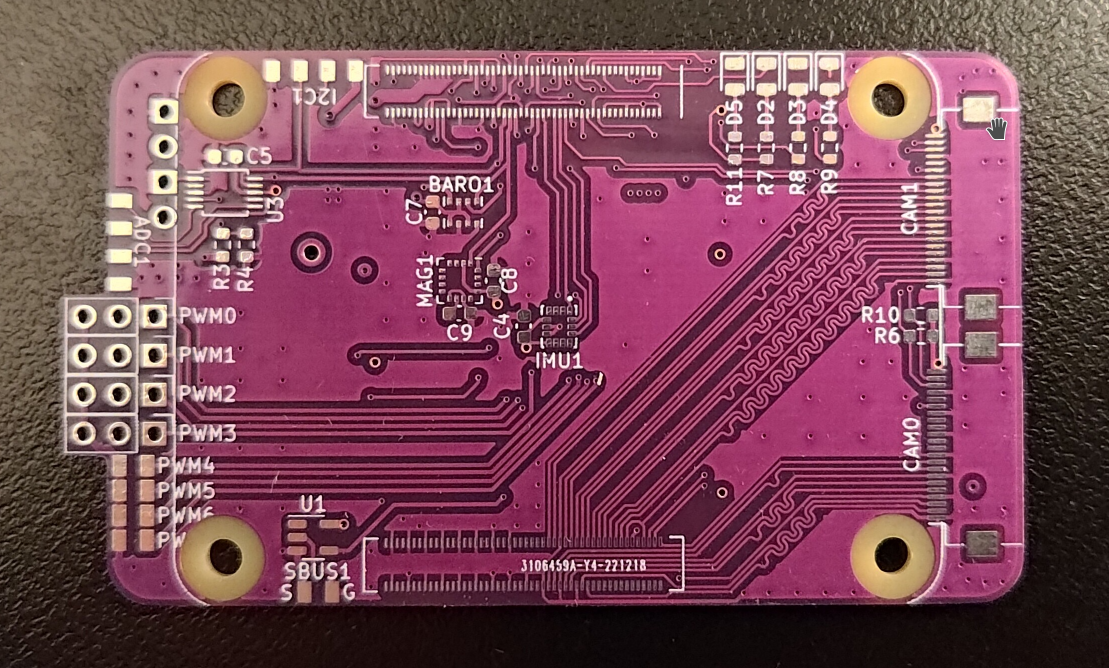 I2C1
D5
D2
D3
D4
C5
U3
R11
R7
R8
R9
BARO1
C7
CAM1
ADC1
R3
R4
MAG1
C8
C9
C4
IMU1
R10
R6
PWM0
PWM1
PWM2
PWM3
PWM4
PWM5
PWM6
PW
CAM0
U1
SBUS1
S G
3106459A-Y4-221218